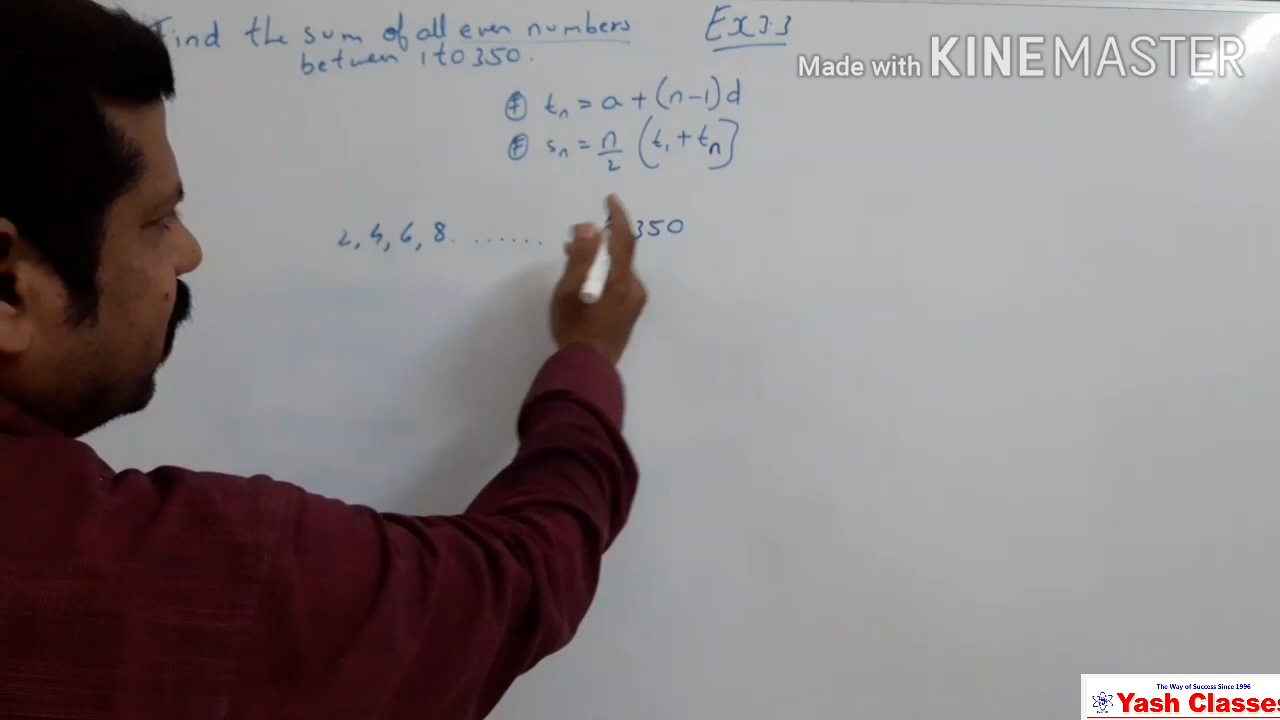 Find the sum of all even numbers Ex 3.3
between 1 to 350.
Made with KINEMASTER
Ⓕ tₙ = a + (n-1)d
Ⓕ sₙ = n/2 [t₁ + tₙ]
2, 4, 6, 8 ....... 350
The Way of Success Since 1996
Yash Classes